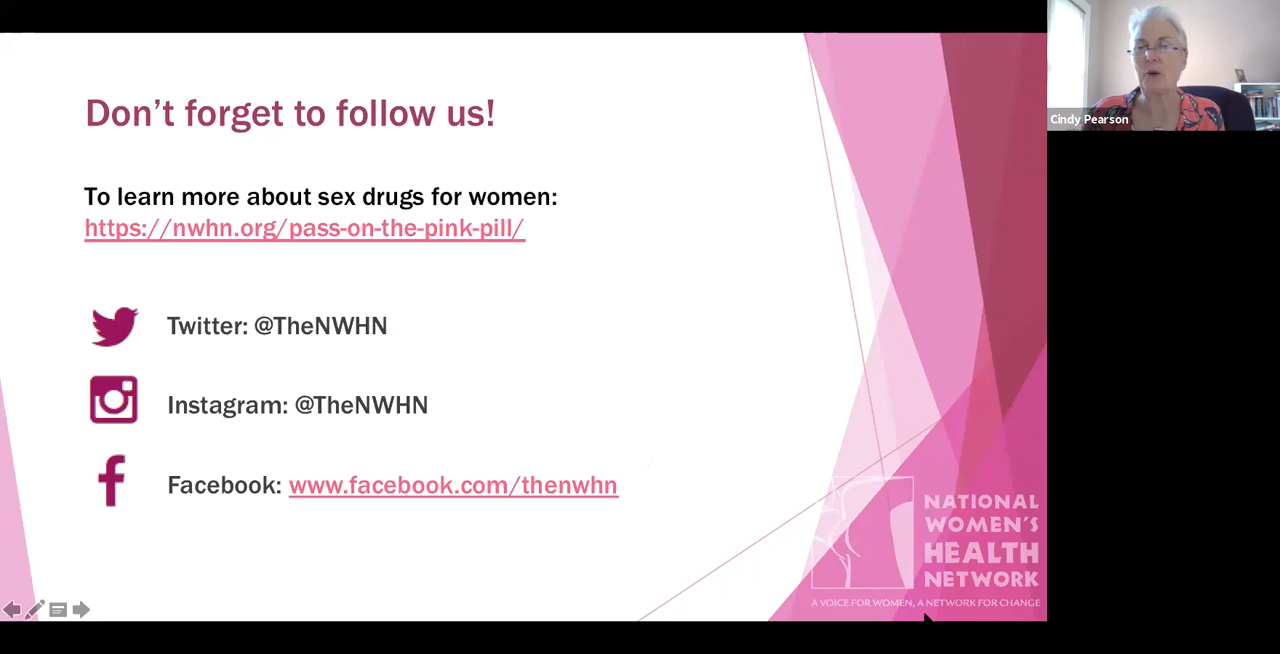 Don't forget to follow us!
To learn more about sex drugs for women:
https://nwhn.org/pass-on-the-pink-pill/
Twitter: @TheNWHN
Instagram: @TheNWHN
Facebook: www.facebook.com/thenwhn
NATIONAL
WOMEN'S
HEALTH
NETWORK
A VOICE FOR WOMEN, A NETWORK FOR CHANGE
Cindy Pearson